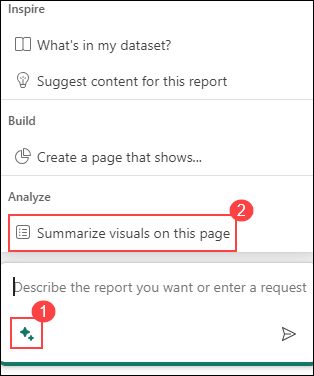 Inspire
What's in my dataset?
Suggest content for this report
Build
Create a page that shows...
Analyze
2
Summarize visuals on this page
Describe the report you want or enter a request
1